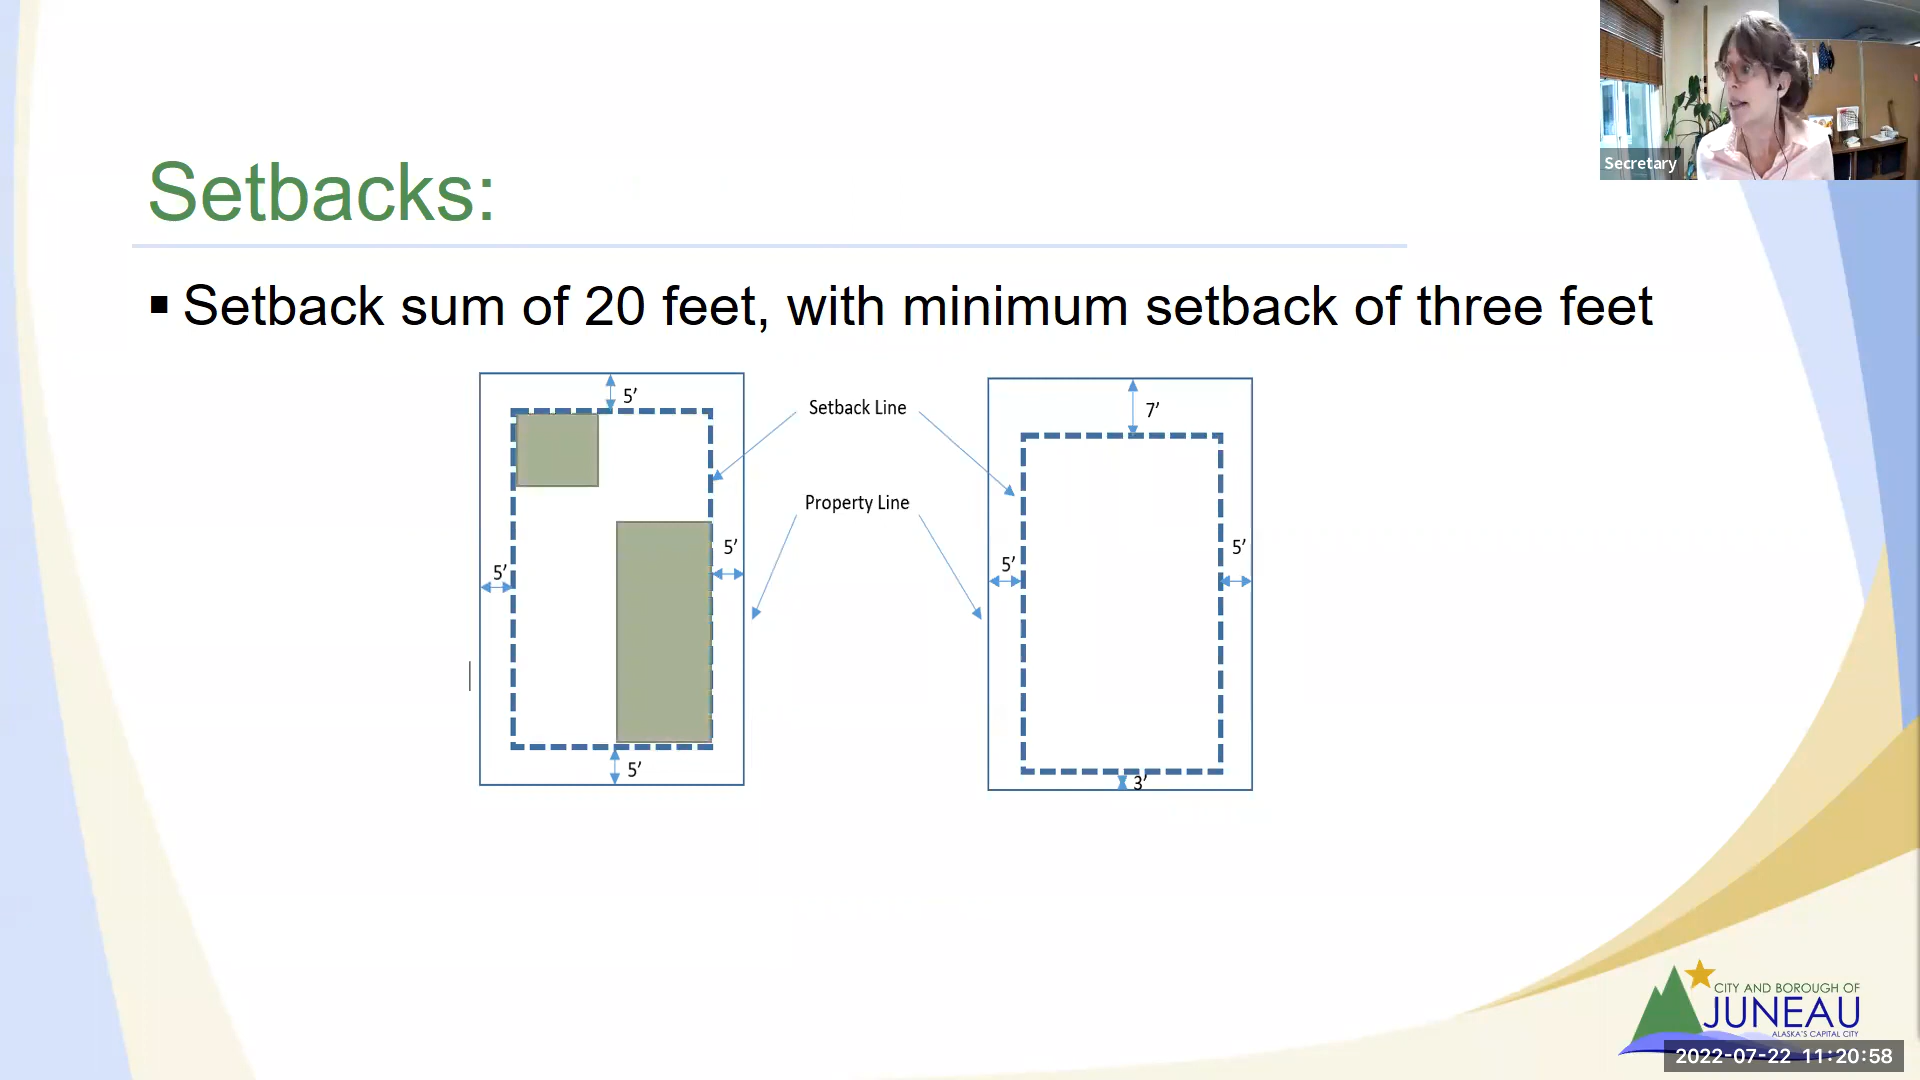 Secretary
Setbacks:
▪ Setback sum of 20 feet, with minimum setback of three feet
5’
Setback Line
7’
Property Line
5’
5’
5’
5’
5’
3’
CITY AND BOROUGH OF
JUNEAU
ALASKA'S CAPITAL CITY
2022-07-22 11:20:58